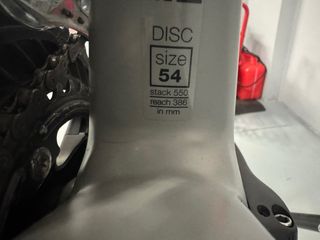 DISC
size
54
stack 550
reach 386
in mm